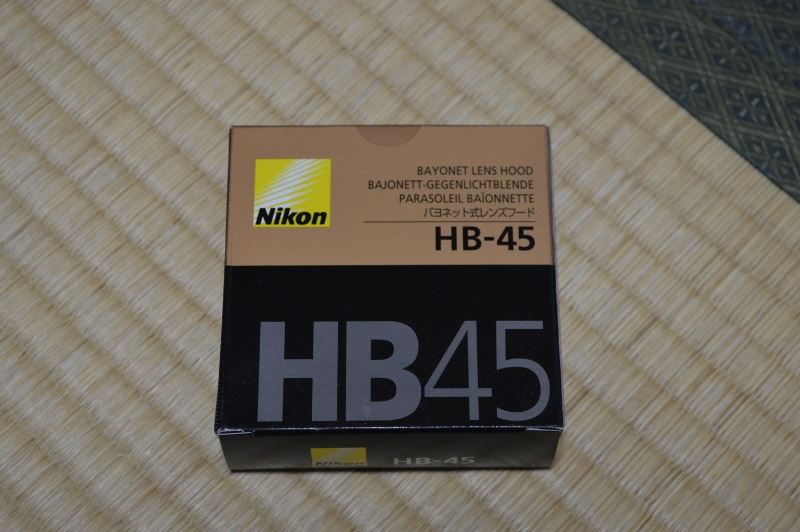 Nikon
BAYONET LENS HOOD
BAJONETT-GEGENLICHTBLENDE
PARASOLEIL BAÏONNETTE
バヨネット式レンズフード
HB-45
HB45
Nikon HB-45